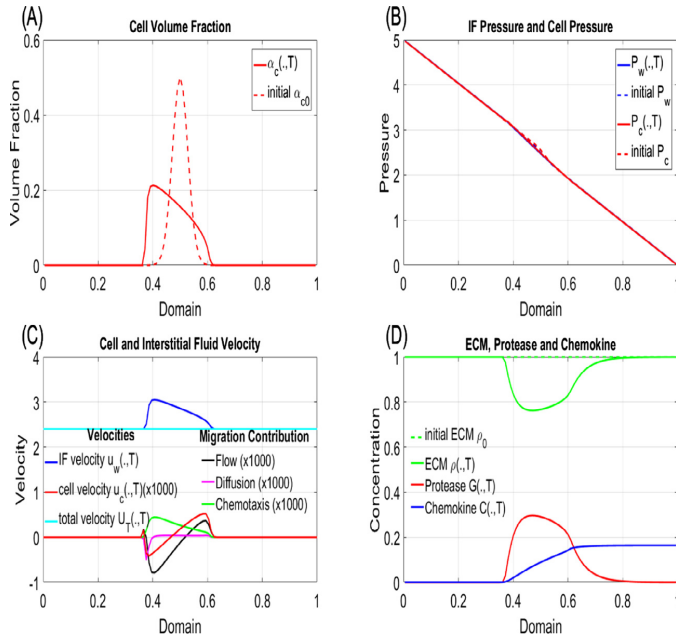 (A)
Cell Volume Fraction
0.6
0.4
0.2
0
Volume Fraction
α_c(.,T)
initial α_c0
0 0.2 0.4 0.6 0.8 1
Domain
(B)
IF Pressure and Cell Pressure
5
4
3
2
1
0
Pressure
P_w(.,T)
initial P_w
P_c(.,T)
initial P_c
0 0.2 0.4 0.6 0.8 1
Domain
(C)
Cell and Interstitial Fluid Velocity
4
3
2
1
0
-1
Velocity
Velocities
IF velocity u_w(.,T)
cell velocity u_c(.,T)(x1000)
total velocity U_T(.,T)
Migration Contribution
Flow (x1000)
Diffusion (x1000)
Chemotaxis (x1000)
0 0.2 0.4 0.6 0.8 1
Domain
(D)
ECM, Protease and Chemokine
1
0.8
0.6
0.4
0.2
0
Concentration
initial ECM ρ_0
ECM ρ(.,T)
Protease G(.,T)
Chemokine C(.,T)
0 0.2 0.4 0.6 0.8 1
Domain